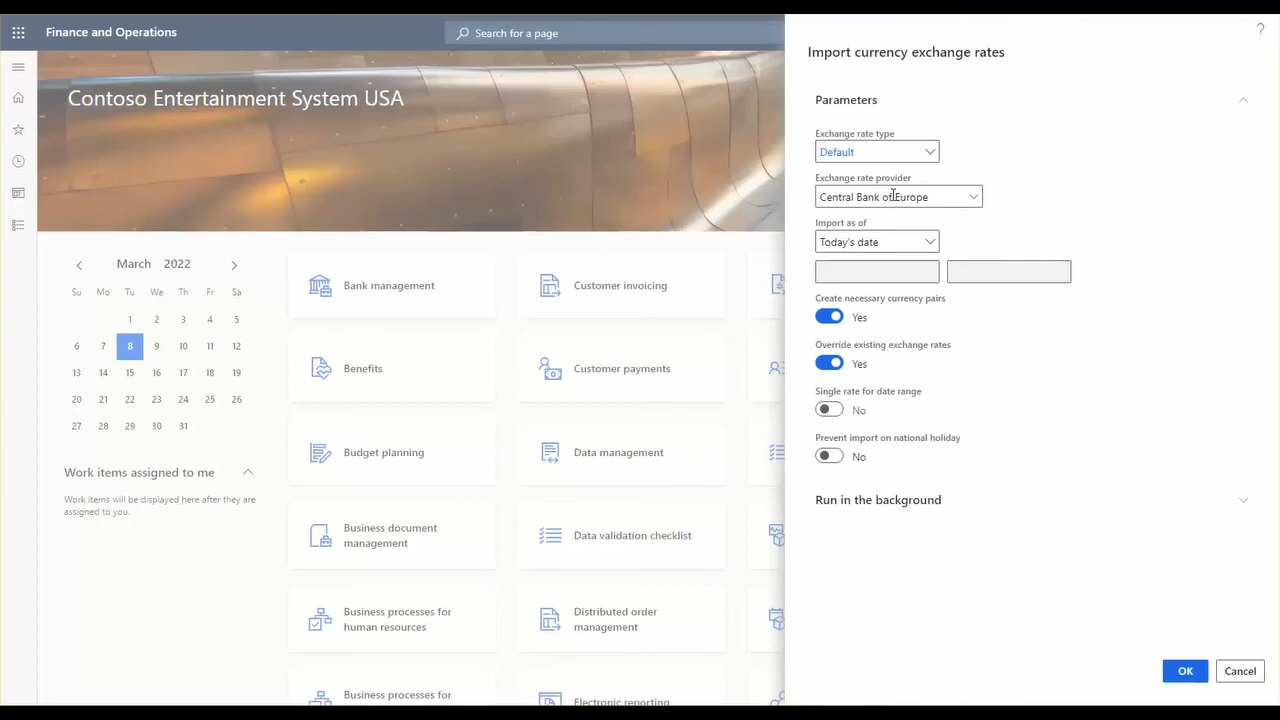 Finance and Operations
Search for a page
?
Import currency exchange rates
Contoso Entertainment System USA
Parameters
Exchange rate type
Default
Exchange rate provider
Central Bank of Europe
Import as of
Today's date
Create necessary currency pairs
Yes
Override existing exchange rates
Yes
Single rate for date range
No
Prevent import on national holiday
No
Run in the background
OK
Cancel
March 2022
Su Mo Tu We Th Fr Sa
1 2 3 4 5
6 7 8 9 10 11 12
13 14 15 16 17 18 19
20 21 22 23 24 25 26
27 28 29 30 31
Work items assigned to me
Work items will be displayed here after they are
assigned to you.
Bank management
Customer invoicing
Benefits
Customer payments
Budget planning
Data management
Business document
management
Data validation checklist
Business processes for
human resources
Distributed order
management
Business processes for
Electronic reporting